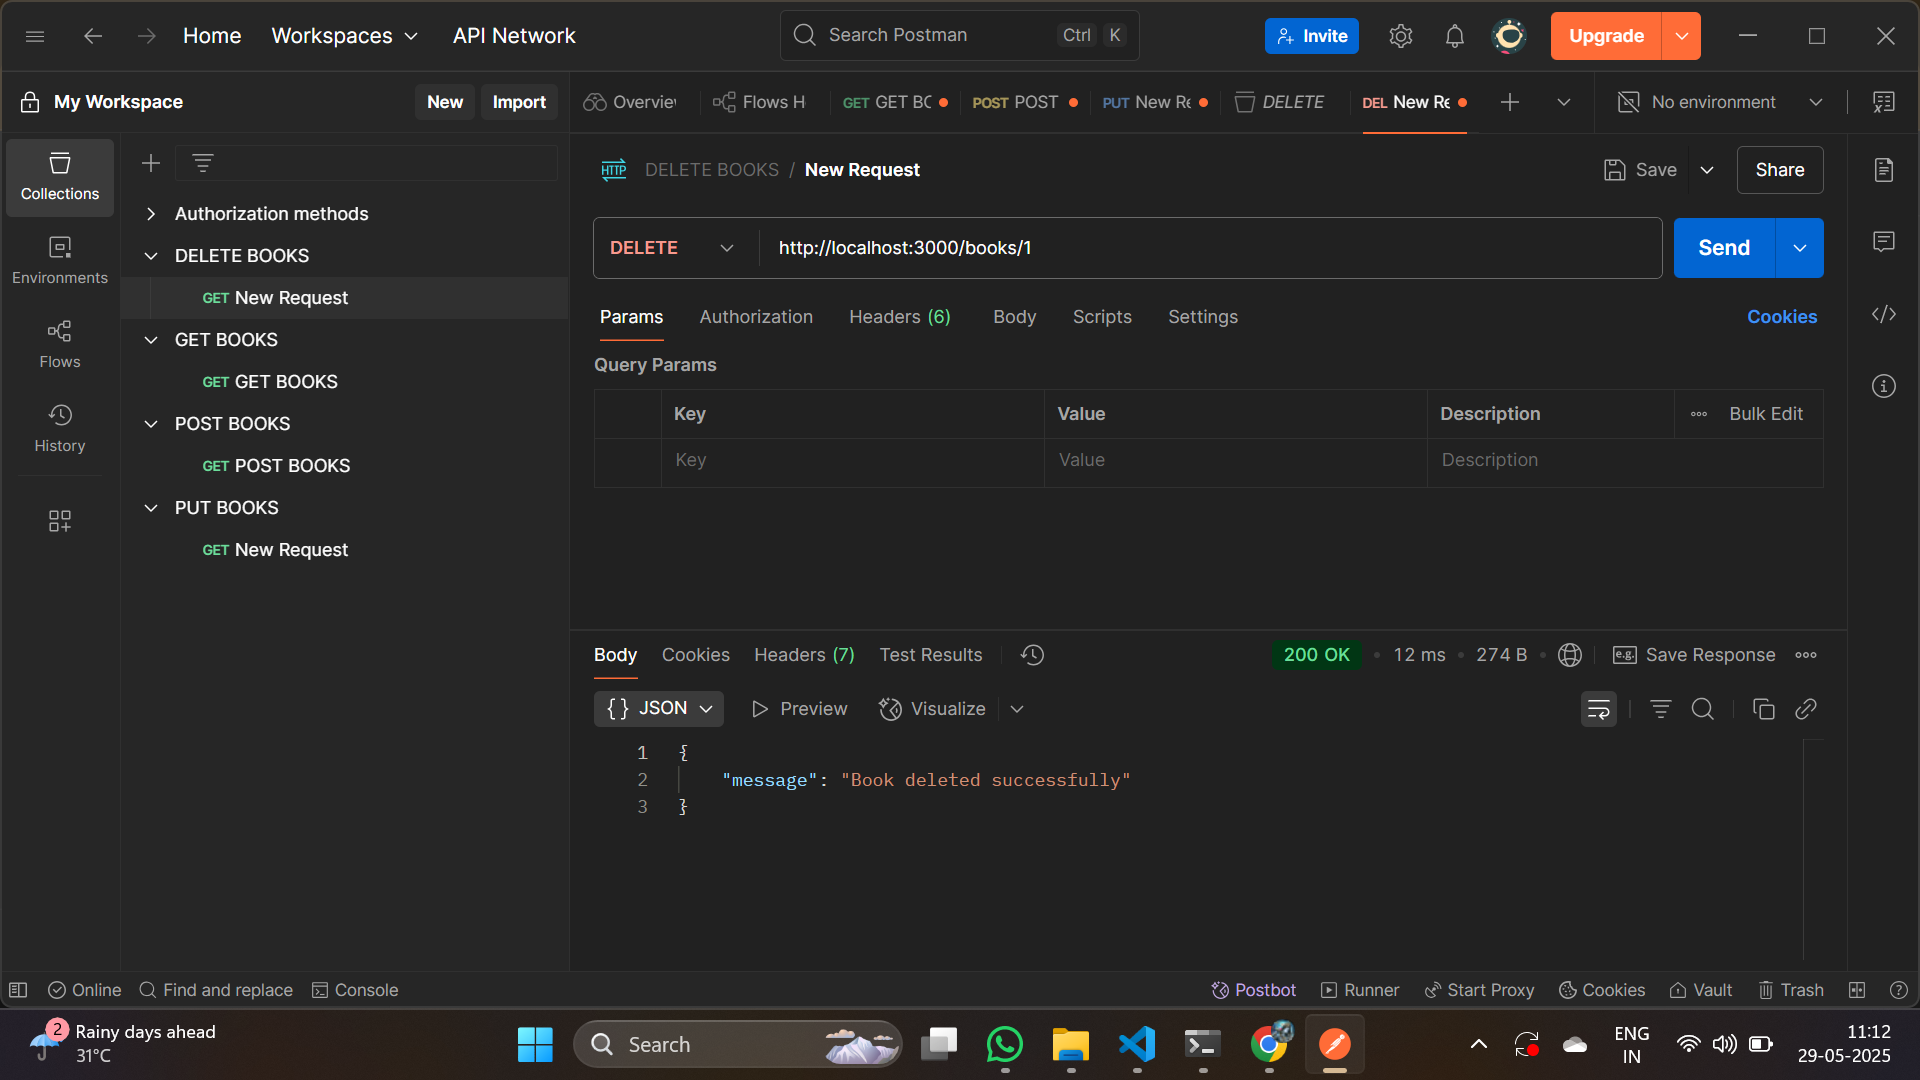 Home
Workspaces
API Network
Search Postman
Ctrl
K
Invite
Upgrade
My Workspace
New
Import
Overview
Flows H
GET GET BO
POST POST
PUT New Re
DELETE
DEL New Re
No environment
Collections
Environments
Flows
History
Authorization methods
DELETE BOOKS
GET New Request
GET BOOKS
GET GET BOOKS
POST BOOKS
GET POST BOOKS
PUT BOOKS
GET New Request
HTTP
DELETE BOOKS / New Request
Save
Share
DELETE
http://localhost:3000/books/1
Send
Params
Authorization
Headers (6)
Body
Scripts
Settings
Cookies
Query Params
Key
Value
Description
Bulk Edit
Key
Value
Description
Body
Cookies
Headers (7)
Test Results
200 OK
12 ms
274 B
e.g.
Save Response
{} JSON
Preview
Visualize
1 {
2 "message": "Book deleted successfully"
3 }
Online
Find and replace
Console
Postbot
Runner
Start Proxy
Cookies
Vault
Trash
2
Rainy days ahead
31°C
Search
ENG
IN
11:12
29-05-2025